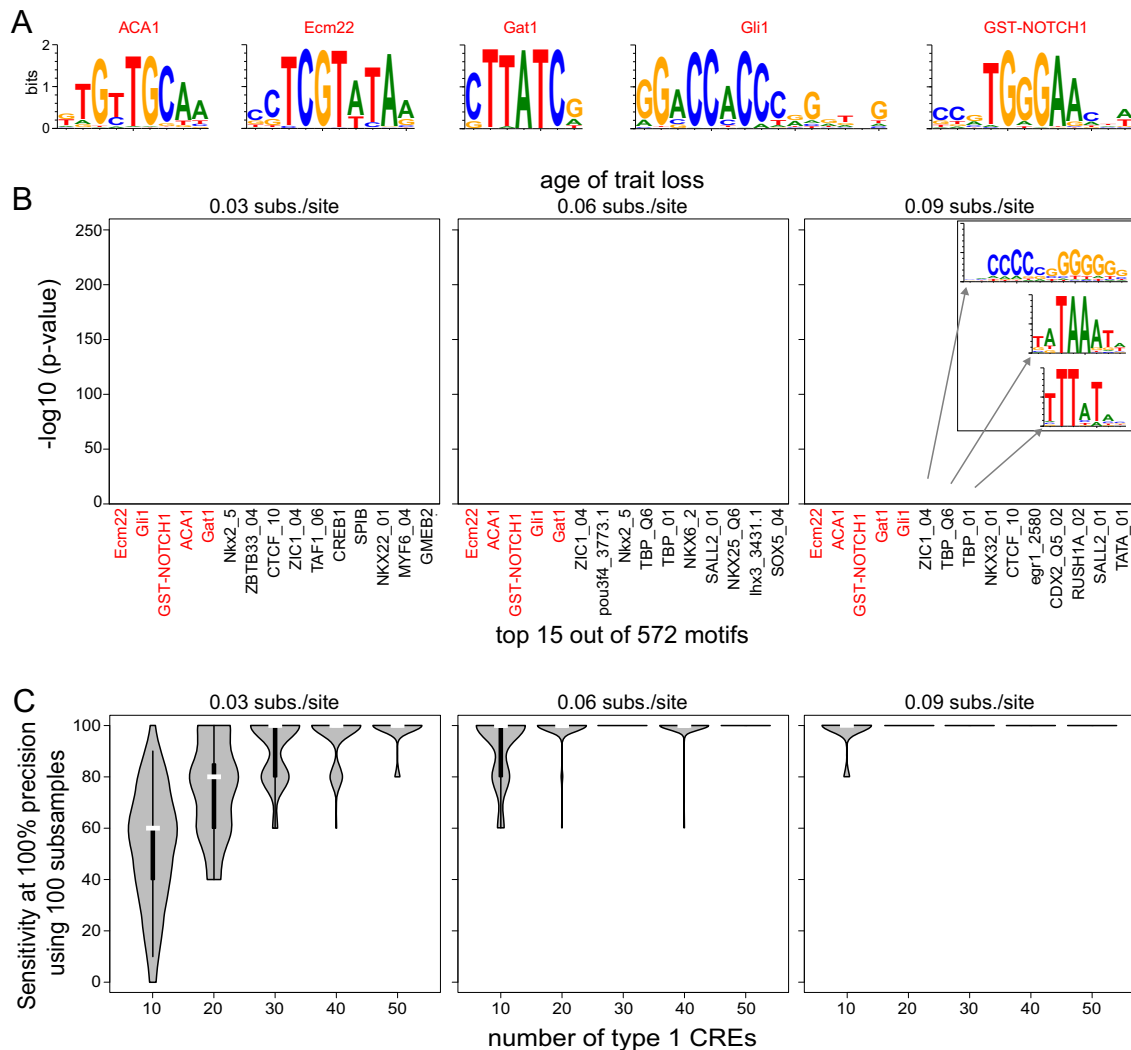 A
ACA1 Ecm22 Gat1 Gli1 GST-NOTCH1
2
1
0
bits
age of trait loss
B
0.03 subs./site 0.06 subs./site 0.09 subs./site
250
200
150
100
50
0
-log10 (p-value)
Ecm22 Gli1 GST-NOTCH1 ACA1 Gat1 Nkx2_5 ZBTB33_04 CTCF_10 ZIC1_04 TAF1_06 CREB1 SPIB NKX22_01 MYF6_04 GMEB2
Ecm22 ACA1 GST-NOTCH1 Gli1 Gat1 ZIC1_04 pou3f4_3773.1 Nkx2_5 TBP_Q6 TBP_01 NKX6_2 SALL2_01 NKX25_Q6 lhx3_3431.1 SOX5_04
Ecm22 ACA1 GST-NOTCH1 Gat1 Gli1 ZIC1_04 TBP_Q6 TBP_01 NKX32_01 CTCF_10 egr1_2580 CDX2_Q5_02 RUSH1A_02 SALL2_01 TATA_01
top 15 out of 572 motifs
C
0.03 subs./site 0.06 subs./site 0.09 subs./site
100
80
60
40
20
0
Sensitivity at 100% precision
using 100 subsamples
10 20 30 40 50 10 20 30 40 50 10 20 30 40 50
number of type 1 CREs